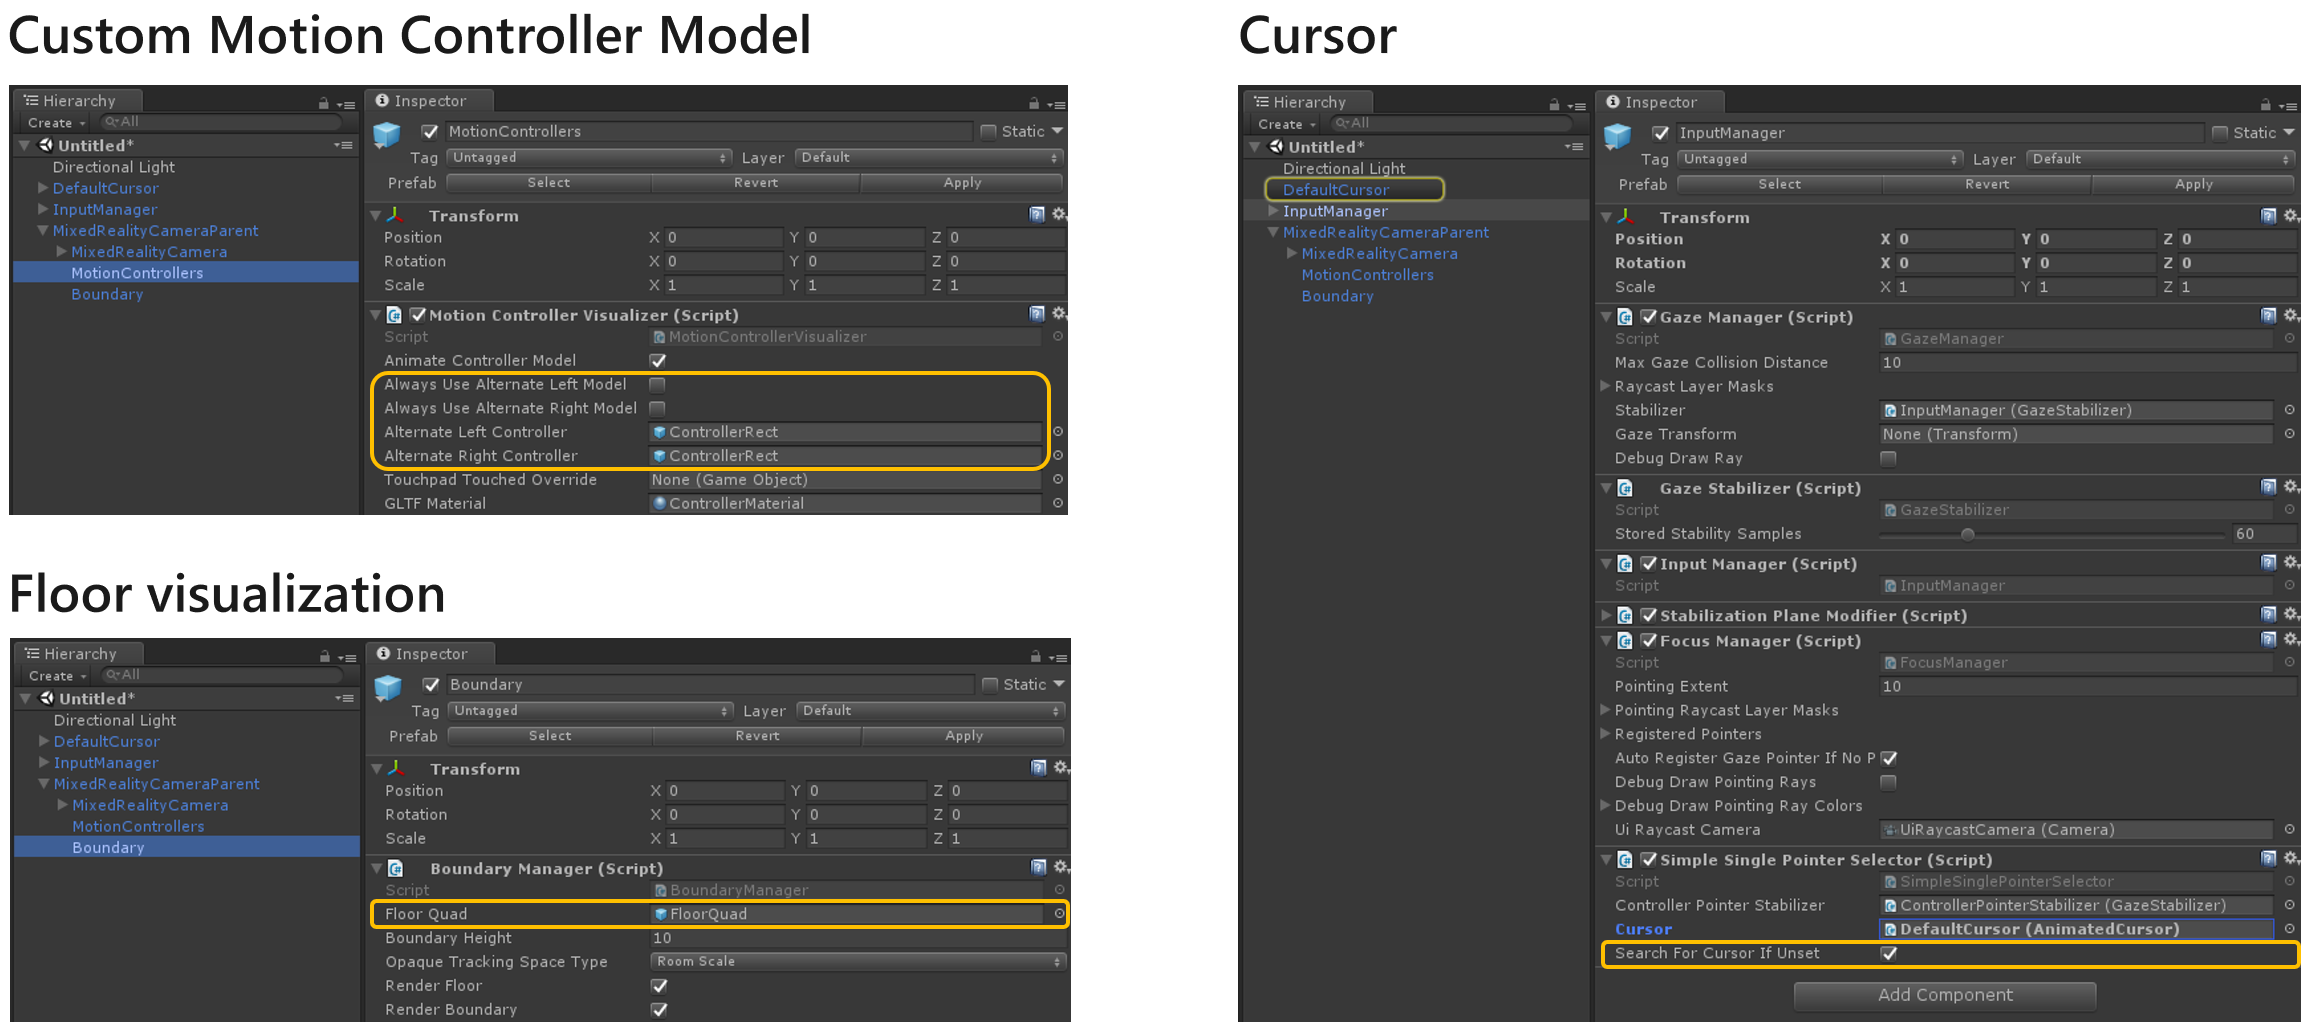 Custom Motion Controller Model
Hierarchy
Create
All
Untitled*
Directional Light
DefaultCursor
InputManager
MixedRealityCameraParent
MixedRealityCamera
MotionControllers
Boundary
Inspector
MotionControllers Static
Tag Untagged Layer Default
Prefab Select Revert Apply
Transform
Position X 0 Y 0 Z 0
Rotation X 0 Y 0 Z 0
Scale X 1 Y 1 Z 1
Motion Controller Visualizer (Script)
Script MotionControllerVisualizer
Animate Controller Model
Always Use Alternate Left Model
Always Use Alternate Right Model
Alternate Left Controller ControllerRect
Alternate Right Controller ControllerRect
Touchpad Touched Override None (Game Object)
GLTF Material ControllerMaterial
Floor visualization
Hierarchy
Create
All
Untitled*
Directional Light
DefaultCursor
InputManager
MixedRealityCameraParent
MixedRealityCamera
MotionControllers
Boundary
Inspector
Boundary Static
Tag Untagged Layer Default
Prefab Select Revert Apply
Transform
Position X 0 Y 0 Z 0
Rotation X 0 Y 0 Z 0
Scale X 1 Y 1 Z 1
Boundary Manager (Script)
Script BoundaryManager
Floor Quad FloorQuad
Boundary Height 10
Opaque Tracking Space Type Room Scale
Render Floor
Render Boundary
Cursor
Hierarchy
Create
All
Untitled*
Directional Light
DefaultCursor
InputManager
MixedRealityCameraParent
MixedRealityCamera
MotionControllers
Boundary
Inspector
InputManager Static
Tag Untagged Layer Default
Prefab Select Revert Apply
Transform
Position X 0 Y 0 Z 0
Rotation X 0 Y 0 Z 0
Scale X 1 Y 1 Z 1
Gaze Manager (Script)
Script GazeManager
Max Gaze Collision Distance 10
Raycast Layer Masks
Stabilizer InputManager (GazeStabilizer)
Gaze Transform None (Transform)
Debug Draw Ray
Gaze Stabilizer (Script)
Script GazeStabilizer
Stored Stability Samples 60
Input Manager (Script)
Script InputManager
Stabilization Plane Modifier (Script)
Focus Manager (Script)
Script FocusManager
Pointing Extent 10
Pointing Raycast Layer Masks
Registered Pointers
Auto Register Gaze Pointer If No P
Debug Draw Pointing Rays
Debug Draw Pointing Ray Colors
Ui Raycast Camera UiRaycastCamera (Camera)
Simple Single Pointer Selector (Script)
Script SimpleSinglePointerSelector
Controller Pointer Stabilizer ControllerPointerStabilizer (GazeStabilizer)
Cursor DefaultCursor (AnimatedCursor)
Search For Cursor If Unset
Add Component